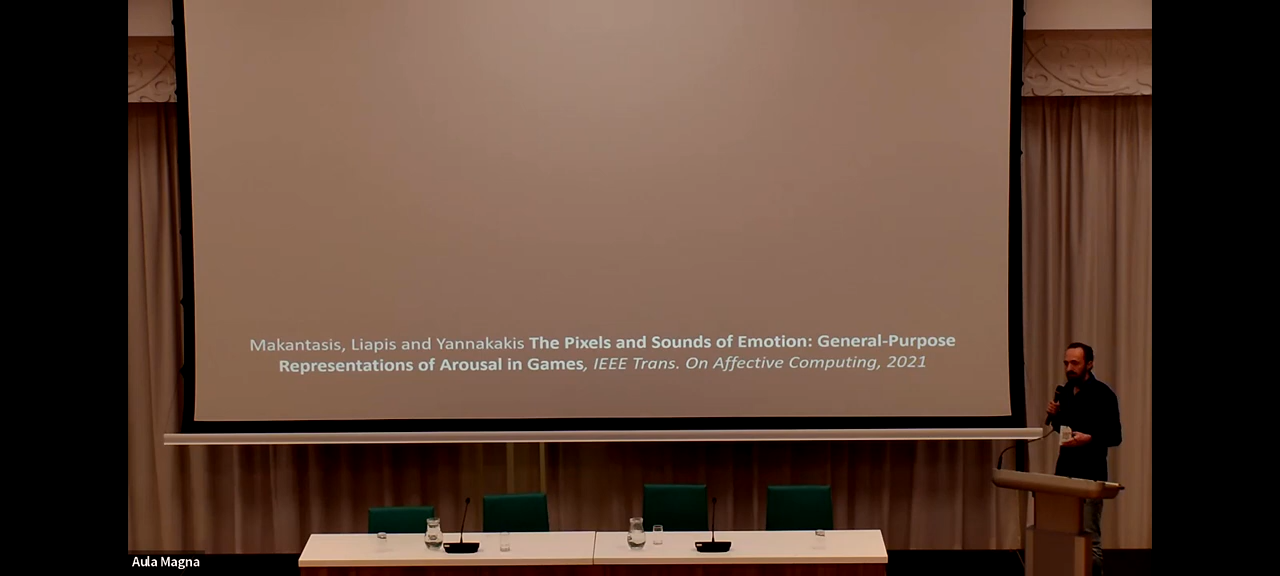 Makantasis, Liapis and Yannakakis The Pixels and Sounds of Emotion: General-Purpose
Representations of Arousal in Games, IEEE Trans. On Affective Computing, 2021
Aula Magna